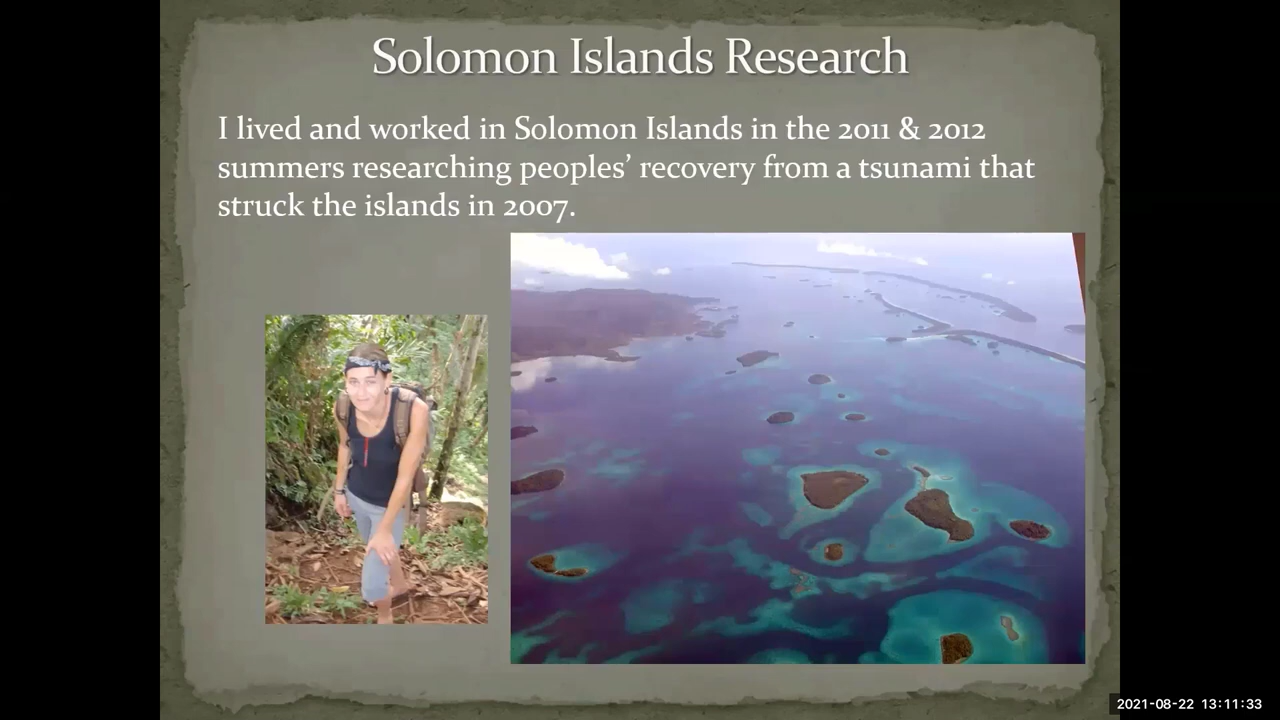 Solomon Islands Research
I lived and worked in Solomon Islands in the 2011 & 2012
summers researching peoples’ recovery from a tsunami that
struck the islands in 2007.
2021-08-22 13:11:33